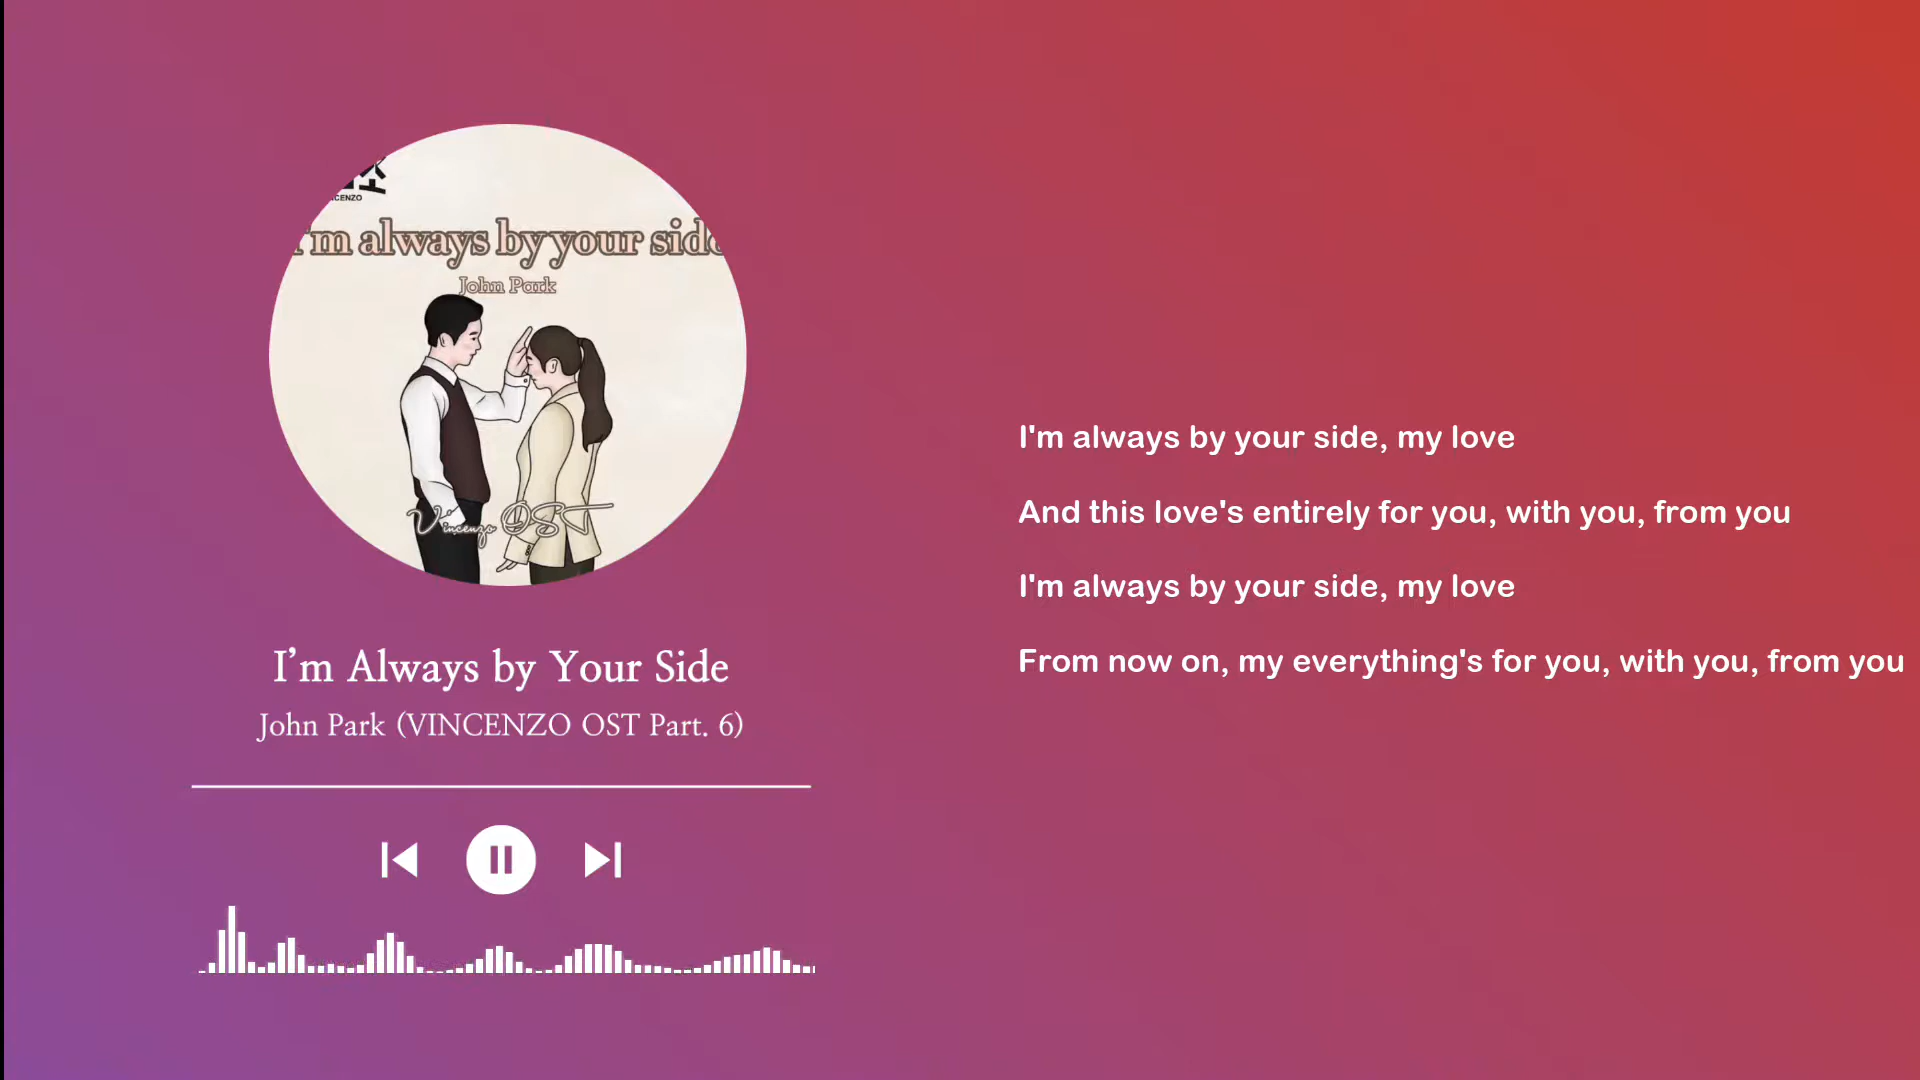 I'm always by your side
John Park
Vincenzo OST
I’m Always by Your Side
John Park (VINCENZO OST Part. 6)
I'm always by your side, my love
And this love's entirely for you, with you, from you
I'm always by your side, my love
From now on, my everything's for you, with you, from you